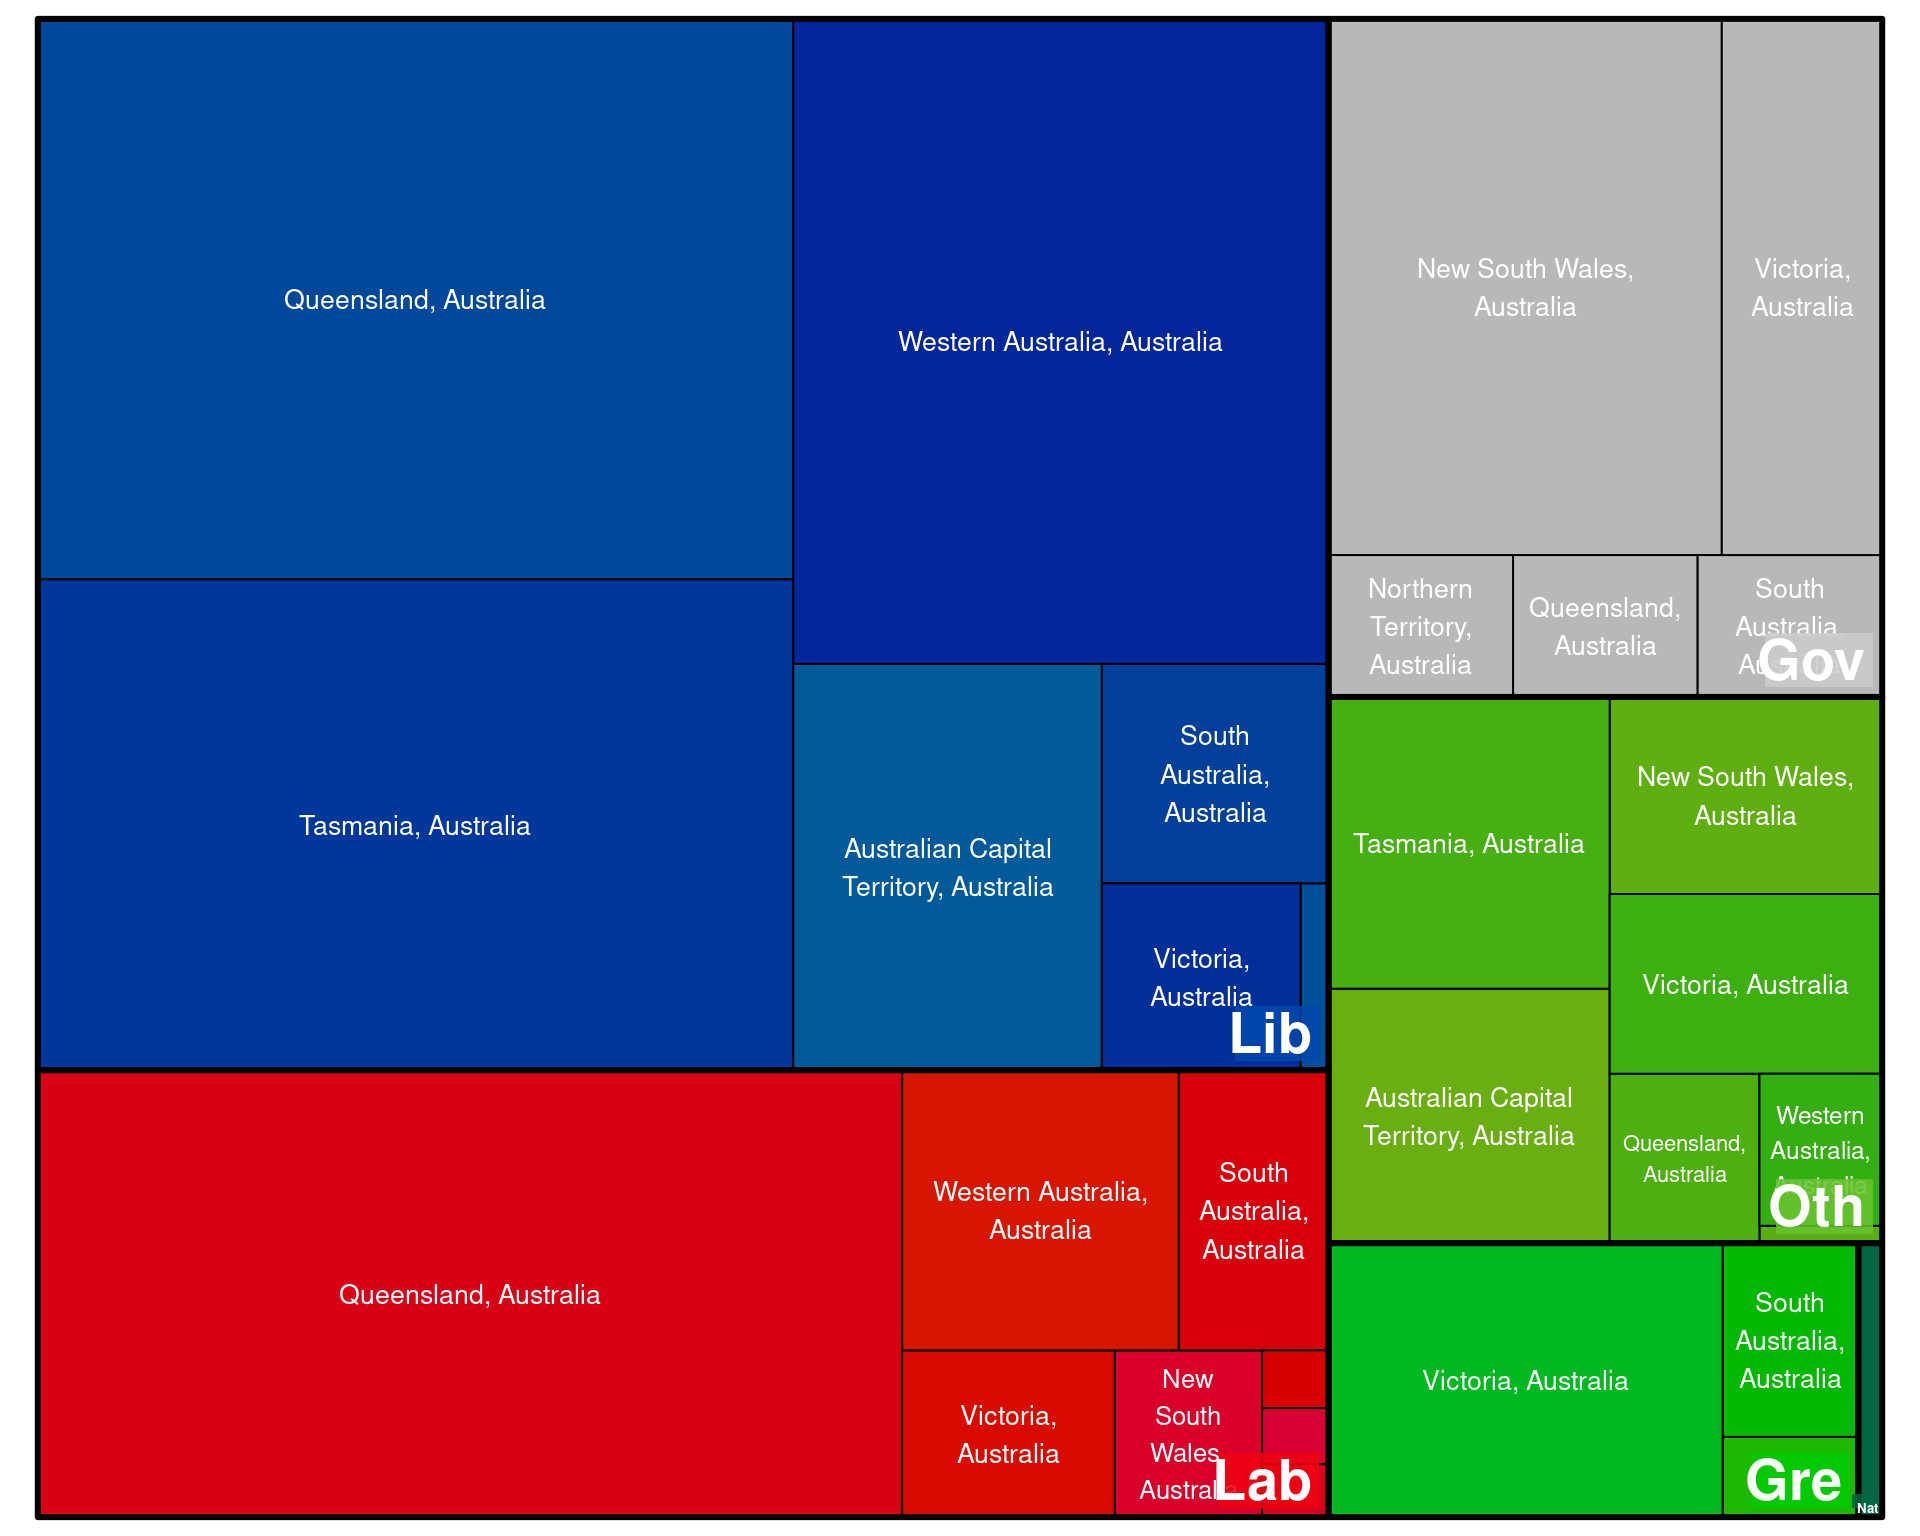 Queensland, Australia
Tasmania, Australia
Western Australia, Australia
Australian Capital
Territory, Australia
South
Australia,
Australia
Victoria,
Australia
Lib
Queensland, Australia
Western Australia,
Australia
South
Australia,
Australia
Victoria,
Australia
New
South
Wales,
Australia
Lab
New South Wales,
Australia
Victoria,
Australia
Northern
Territory,
Australia
Queensland,
Australia
South
Australia,
Australia
Gov
Tasmania, Australia
New South Wales,
Australia
Victoria, Australia
Australian Capital
Territory, Australia
Queensland,
Australia
Western
Australia,
Australia
Oth
Victoria, Australia
South
Australia,
Australia
Gre
Nat